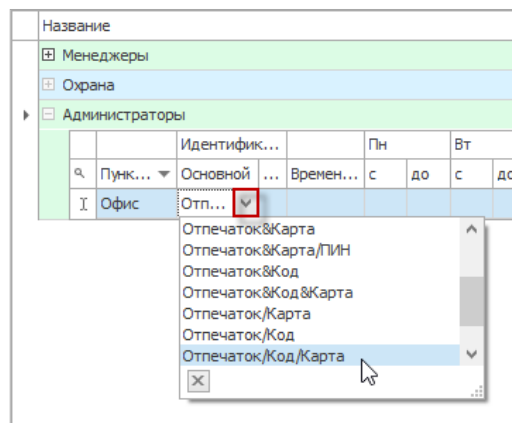 Название
Менеджеры
Охрана
Администраторы
Идентифик... Пн Вт
Пунк... Основной ... Времен... с до с до
Офис Отп...
Отпечаток&Карта
Отпечаток&Карта/ПИН
Отпечаток&Код
Отпечаток&Код&Карта
Отпечаток/Карта
Отпечаток/Код
Отпечаток/Код/Карта